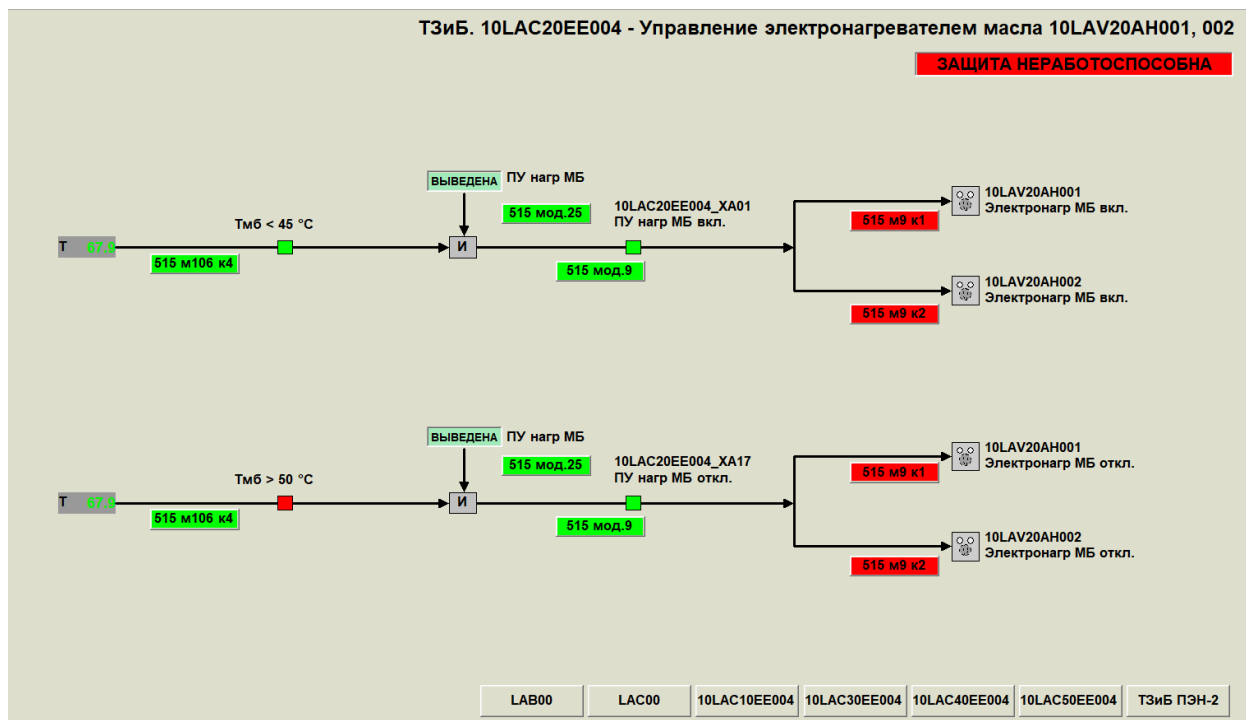 ТЗиБ. 10LAC20EE004 - Управление электронагревателем масла 10LAV20AH001, 002
ЗАЩИТА НЕРАБОТОСПОСОБНА
ВЫВЕДЕНА ПУ нагр МБ
515 мод.25
10LAC20EE004_XA01
ПУ нагр МБ вкл.
10LAV20AH001
Электронагр МБ вкл.
515 м9 к1
Тмб < 45 °C
Т 67.9
И
515 м106 к4
515 мод.9
10LAV20AH002
Электронагр МБ вкл.
515 м9 к2
ВЫВЕДЕНА ПУ нагр МБ
515 мод.25
10LAC20EE004_XA17
ПУ нагр МБ откл.
10LAV20AH001
Электронагр МБ откл.
515 м9 к1
Тмб > 50 °C
Т 67.9
И
515 м106 к4
515 мод.9
10LAV20AH002
Электронагр МБ откл.
515 м9 к2
LAB00 LAC00 10LAC10EE004 10LAC30EE004 10LAC40EE004 10LAC50EE004 ТЗиБ ПЭН-2